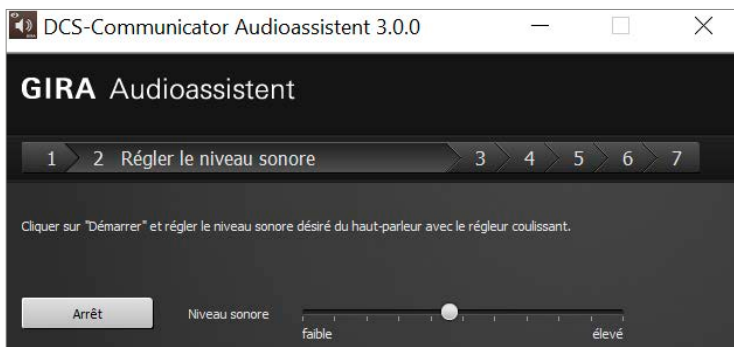 DCS-Communicator Audioassistent 3.0.0
GIRA Audioassistent
1 2 Régler le niveau sonore 3 4 5 6 7
Cliquer sur "Démarrer" et régler le niveau sonore désiré du haut-parleur avec le régleur coulissant.
Arrêt Niveau sonore
faible élevé